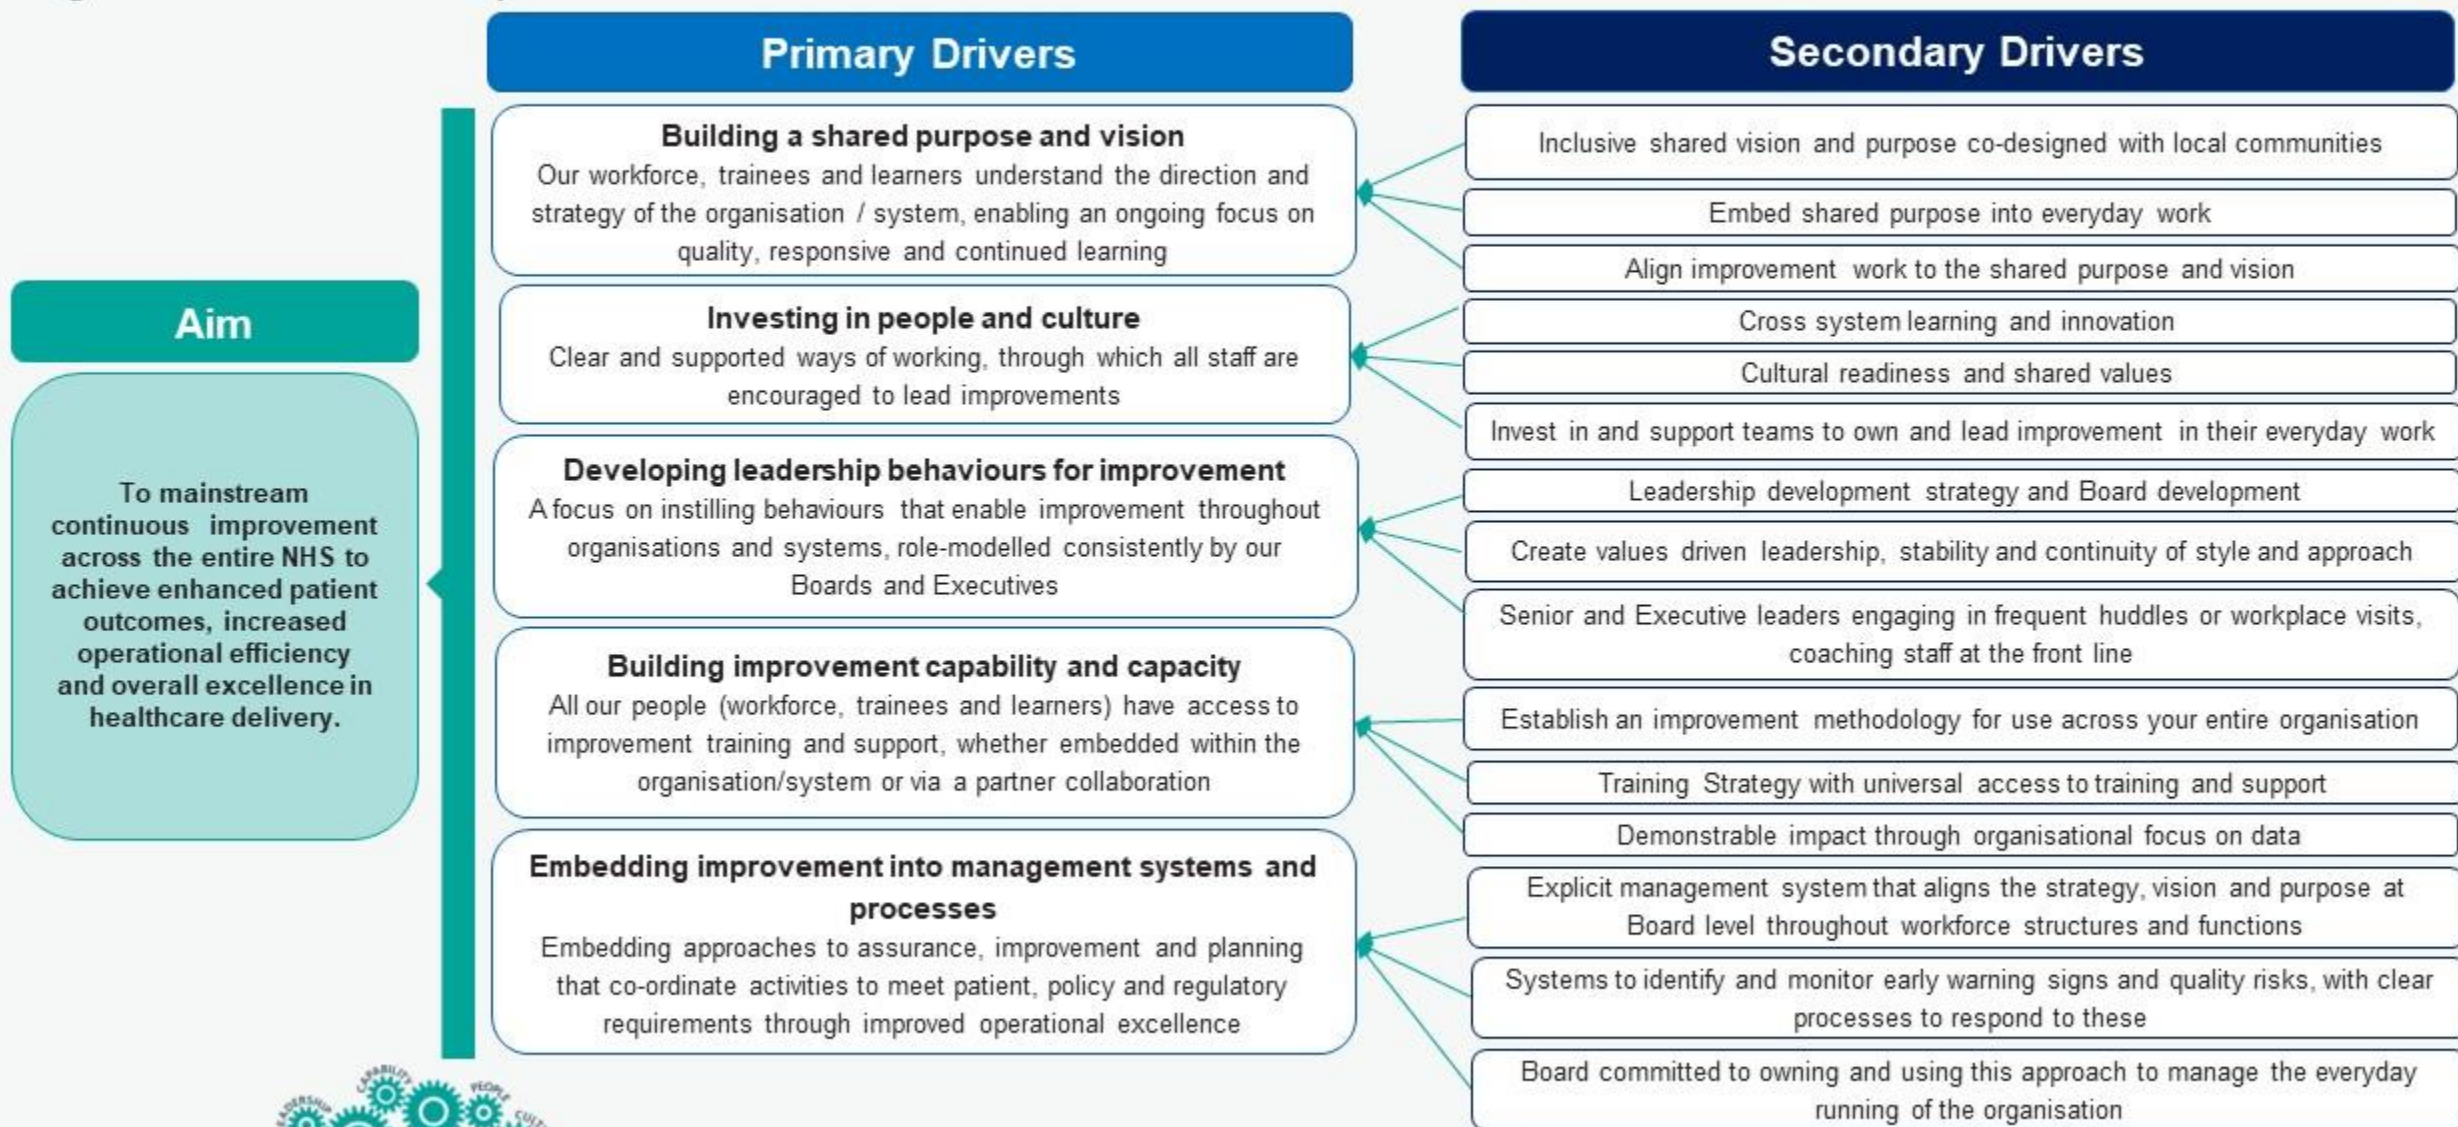 Primary Drivers
Secondary Drivers
Aim
To mainstream
continuous improvement
across the entire NHS to
achieve enhanced patient
outcomes, increased
operational efficiency
and overall excellence in
healthcare delivery.
Building a shared purpose and vision
Our workforce, trainees and learners understand the direction and
strategy of the organisation / system, enabling an ongoing focus on
quality, responsive and continued learning
Investing in people and culture
Clear and supported ways of working, through which all staff are
encouraged to lead improvements
Developing leadership behaviours for improvement
A focus on instilling behaviours that enable improvement throughout
organisations and systems, role-modelled consistently by our
Boards and Executives
Building improvement capability and capacity
All our people (workforce, trainees and learners) have access to
improvement training and support, whether embedded within the
organisation/system or via a partner collaboration
Embedding improvement into management systems and
processes
Embedding approaches to assurance, improvement and planning
that co-ordinate activities to meet patient, policy and regulatory
requirements through improved operational excellence
Inclusive shared vision and purpose co-designed with local communities
Embed shared purpose into everyday work
Align improvement work to the shared purpose and vision
Cross system learning and innovation
Cultural readiness and shared values
Invest in and support teams to own and lead improvement in their everyday work
Leadership development strategy and Board development
Create values driven leadership, stability and continuity of style and approach
Senior and Executive leaders engaging in frequent huddles or workplace visits,
coaching staff at the front line
Establish an improvement methodology for use across your entire organisation
Training Strategy with universal access to training and support
Demonstrable impact through organisational focus on data
Explicit management system that aligns the strategy, vision and purpose at
Board level throughout workforce structures and functions
Systems to identify and monitor early warning signs and quality risks, with clear
processes to respond to these
Board committed to owning and using this approach to manage the everyday
running of the organisation
CAPABILITY
PEOPLE